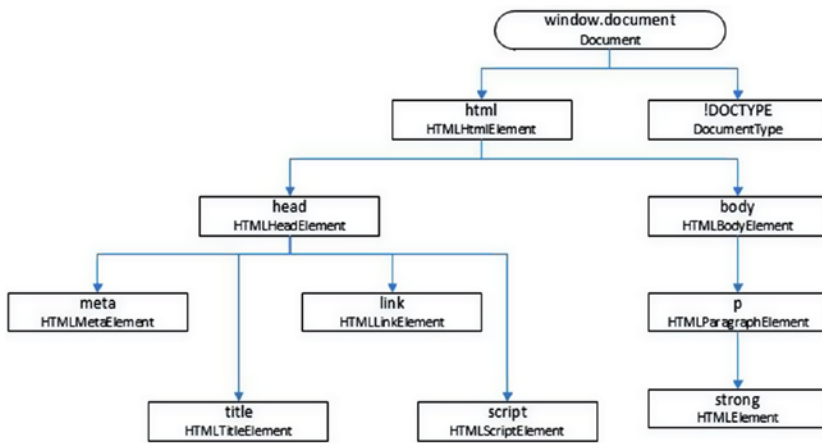 window.document
Document
html
HTMLHtmlElement
!DOCTYPE
DocumentType
head
HTMLHeadElement
body
HTMLBodyElement
meta
HTMLMetaElement
link
HTMLLinkElement
p
HTMLParagraphElement
title
HTMLTitleElement
script
HTMLScriptElement
strong
HTMLElement